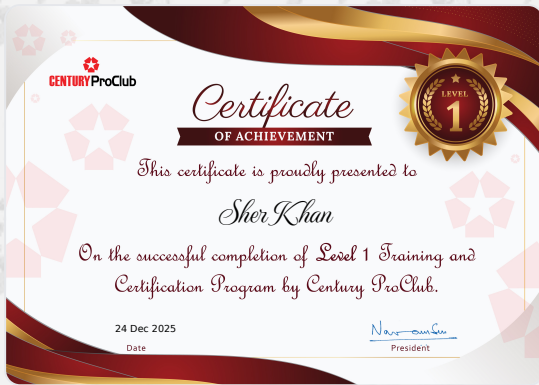 CENTURY ProClub
Certificate
OF ACHIEVEMENT
LEVEL
1
This certificate is proudly presented to
Sher Khan
On the successful completion of Level 1 Training and
Certification Program by Century ProClub.
24 Dec 2025
Date
President